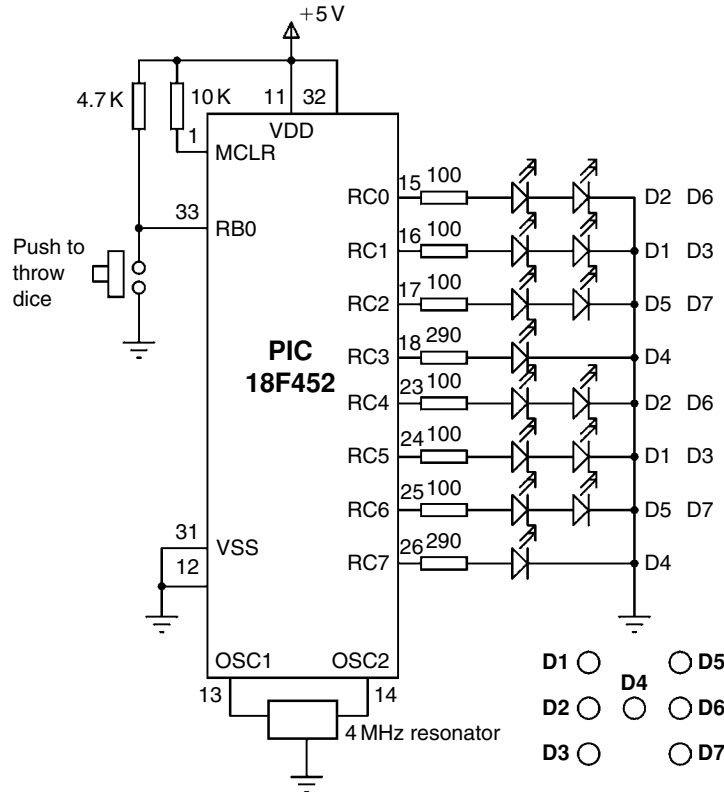 +5 V
4.7 K
10 K
11
32
VDD
1
MCLR
33
RB0
Push to
throw
dice
PIC
18F452
RC0
15
100
D2 D6
RC1
16
100
D1 D3
RC2
17
100
D5 D7
RC3
18
290
D4
RC4
23
100
D2 D6
RC5
24
100
D1 D3
RC6
25
100
D5 D7
RC7
26
290
D4
31
VSS
12
OSC1
OSC2
13
14
4 MHz resonator
D1
D5
D4
D2
D6
D3
D7